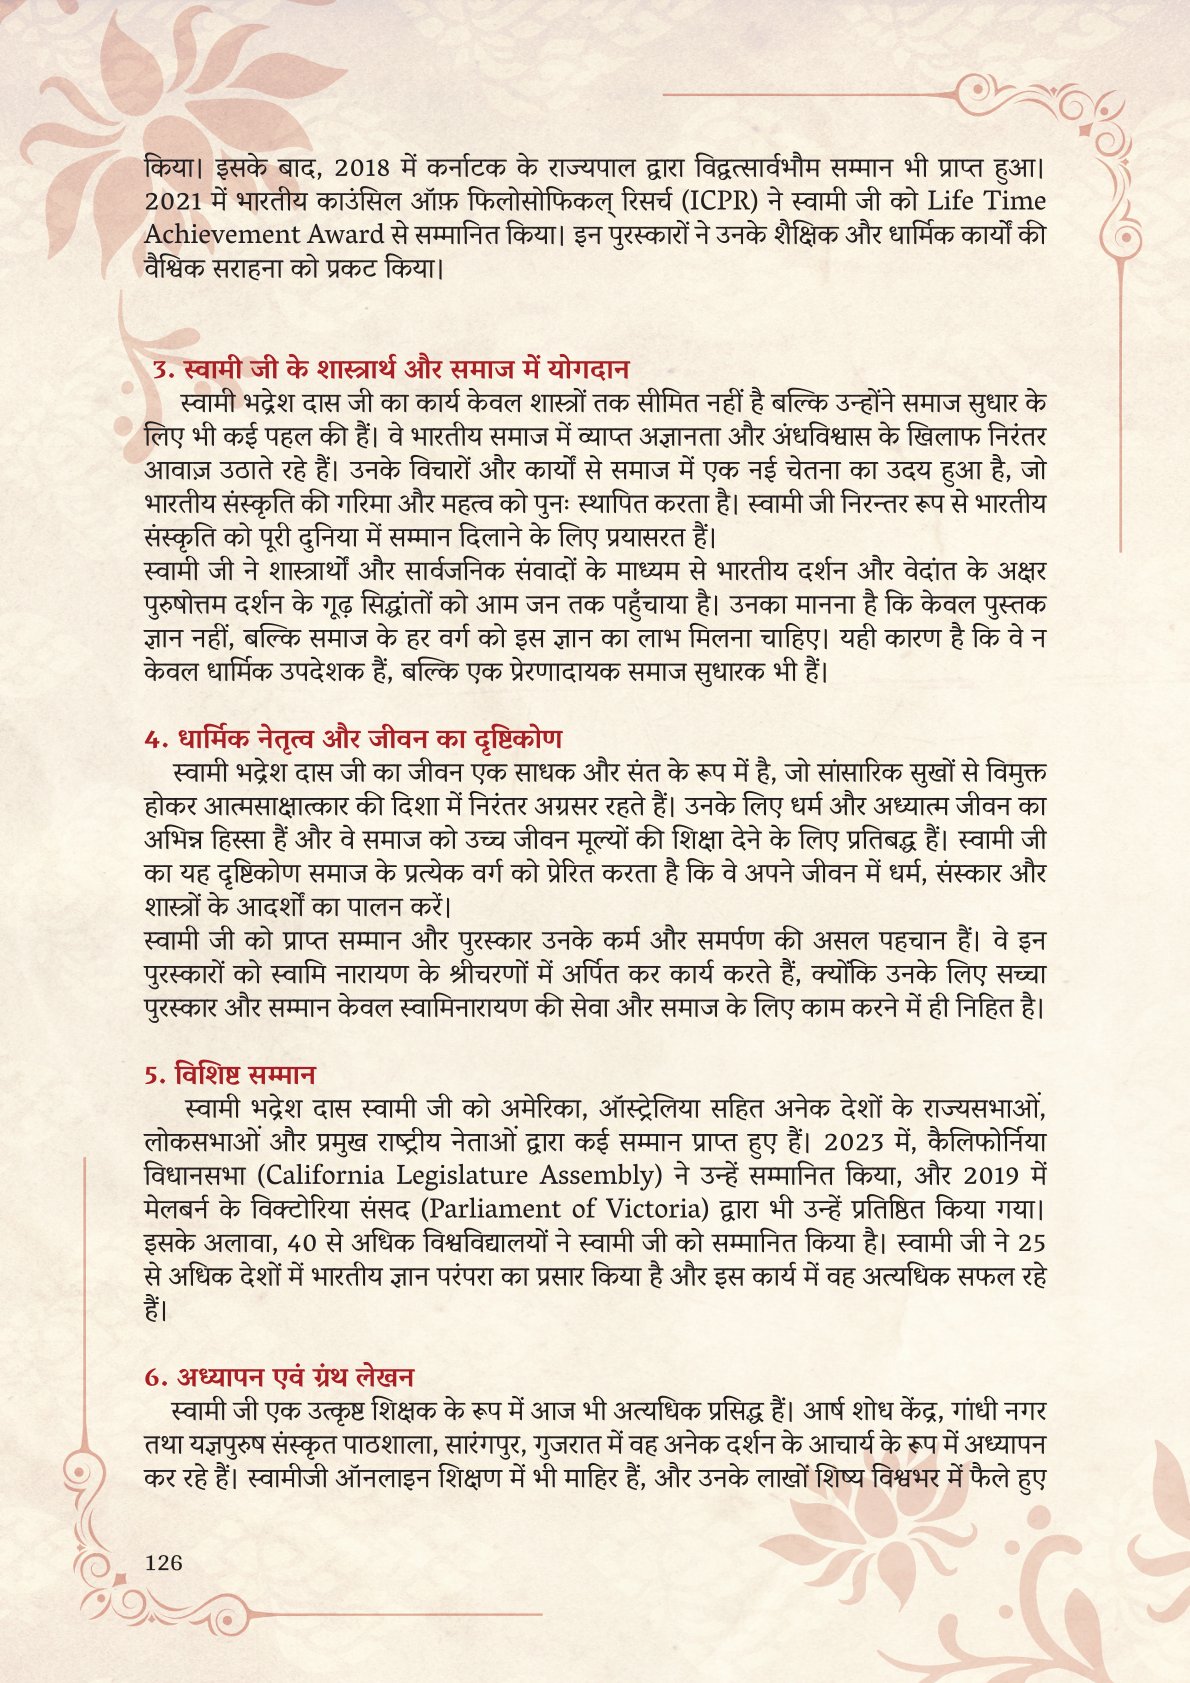 किया। इसके बाद, 2018 में कर्नाटक के राज्यपाल द्वारा विद्वत्सार्वभौम सम्मान भी प्राप्त हुआ।
2021 में भारतीय काउंसिल ऑफ़ फिलोसोफिकल् रिसर्च (ICPR) ने स्वामी जी को Life Time
Achievement Award से सम्मानित किया। इन पुरस्कारों ने उनके शैक्षिक और धार्मिक कार्यों की
वैश्विक सराहना को प्रकट किया।
3. स्वामी जी के शास्त्रार्थ और समाज में योगदान
स्वामी भद्रेश दास जी का कार्य केवल शास्त्रों तक सीमित नहीं है बल्कि उन्होंने समाज सुधार के
लिए भी कई पहल की हैं। वे भारतीय समाज में व्याप्त अज्ञानता और अंधविश्वास के खिलाफ निरंतर
आवाज़ उठाते रहे हैं। उनके विचारों और कार्यों से समाज में एक नई चेतना का उदय हुआ है, जो
भारतीय संस्कृति की गरिमा और महत्व को पुनः स्थापित करता है। स्वामी जी निरन्तर रूप से भारतीय
संस्कृति को पूरी दुनिया में सम्मान दिलाने के लिए प्रयासरत हैं।
स्वामी जी ने शास्त्रार्थों और सार्वजनिक संवादों के माध्यम से भारतीय दर्शन और वेदांत के अक्षर
पुरुषोत्तम दर्शन के गूढ़ सिद्धांतों को आम जन तक पहुँचाया है। उनका मानना है कि केवल पुस्तक
ज्ञान नहीं, बल्कि समाज के हर वर्ग को इस ज्ञान का लाभ मिलना चाहिए। यही कारण है कि वे न
केवल धार्मिक उपदेशक हैं, बल्कि एक प्रेरणादायक समाज सुधारक भी हैं।
4. धार्मिक नेतृत्व और जीवन का दृष्टिकोण
स्वामी भद्रेश दास जी का जीवन एक साधक और संत के रूप में है, जो सांसारिक सुखों से विमुक्त
होकर आत्मसाक्षात्कार की दिशा में निरंतर अग्रसर रहते हैं। उनके लिए धर्म और अध्यात्म जीवन का
अभिन्न हिस्सा हैं और वे समाज को उच्च जीवन मूल्यों की शिक्षा देने के लिए प्रतिबद्ध हैं। स्वामी जी
का यह दृष्टिकोण समाज के प्रत्येक वर्ग को प्रेरित करता है कि वे अपने जीवन में धर्म, संस्कार और
शास्त्रों के आदर्शों का पालन करें।
स्वामी जी को प्राप्त सम्मान और पुरस्कार उनके कर्म और समर्पण की असल पहचान हैं। वे इन
पुरस्कारों को स्वामि नारायण के श्रीचरणों में अर्पित कर कार्य करते हैं, क्योंकि उनके लिए सच्चा
पुरस्कार और सम्मान केवल स्वामिनारायण की सेवा और समाज के लिए काम करने में ही निहित है।
5. विशिष्ट सम्मान
स्वामी भद्रेश दास स्वामी जी को अमेरिका, ऑस्ट्रेलिया सहित अनेक देशों के राज्यसभाओं,
लोकसभाओं और प्रमुख राष्ट्रीय नेताओं द्वारा कई सम्मान प्राप्त हुए हैं। 2023 में, कैलिफोर्निया
विधानसभा (California Legislature Assembly) ने उन्हें सम्मानित किया, और 2019 में
मेलबर्न के विक्टोरिया संसद (Parliament of Victoria) द्वारा भी उन्हें प्रतिष्ठित किया गया।
इसके अलावा, 40 से अधिक विश्वविद्यालयों ने स्वामी जी को सम्मानित किया है। स्वामी जी ने 25
से अधिक देशों में भारतीय ज्ञान परंपरा का प्रसार किया है और इस कार्य में वह अत्यधिक सफल रहे
हैं।
6. अध्यापन एवं ग्रंथ लेखन
स्वामी जी एक उत्कृष्ट शिक्षक के रूप में आज भी अत्यधिक प्रसिद्ध हैं। आर्ष शोध केंद्र, गांधी नगर
तथा यज्ञपुरुष संस्कृत पाठशाला, सारंगपुर, गुजरात में वह अनेक दर्शन के आचार्य के रूप में अध्यापन
कर रहे हैं। स्वामीजी ऑनलाइन शिक्षण में भी माहिर हैं, और उनके लाखों शिष्य विश्वभर में फैले हुए
126